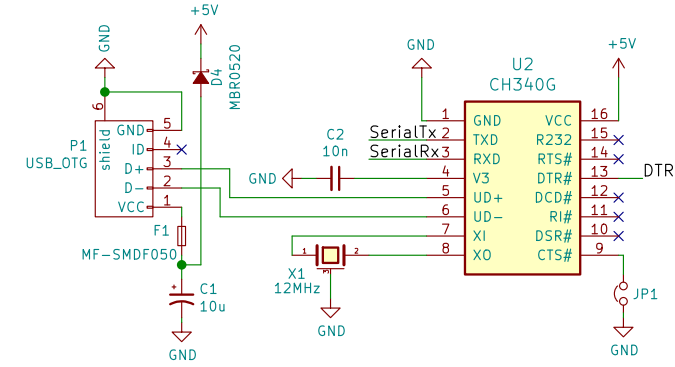 +5V
GND
D4
MBR0520
6
P1
USB_OTG
shield
GND 5
ID 4
D+ 3
D- 2
VCC 1
F1
MF-SMDF050
+
C1
10u
GND
GND
U2
CH340G
+5V
SerialTx
SerialRx
C2
10n
GND
1 GND VCC 16
2 TXD R232 15
3 RXD RTS# 14
4 V3 DTR# 13
DTR
5 UD+ DCD# 12
6 UD- RI# 11
7 XI DSR# 10
8 XO CTS# 9
1 2
3
X1
12MHz
GND
JP1
GND